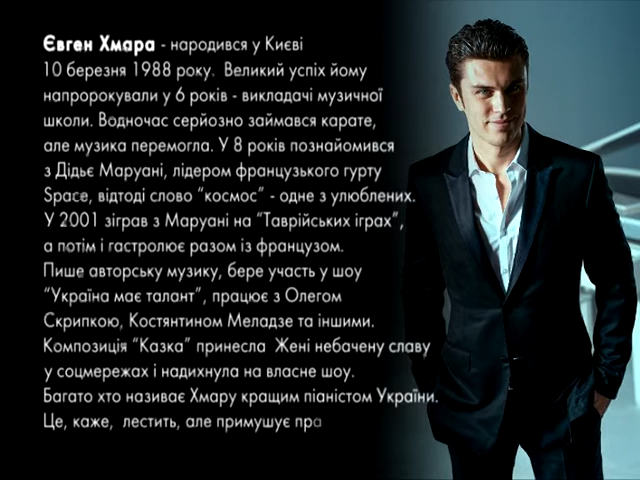 Євген Хмара - народився у Києві
10 березня 1988 року. Великий успіх йому
напророкували у 6 років - викладачі музичної
школи. Водночас серйозно займався карате,
але музика перемогла. У 8 років познайомився
з Дідьє Маруані, лідером французького гурту
Space, відтоді слово “космос” - одне з улюблених.
У 2001 зіграв з Маруані на “Таврійських іграх”,
а потім і гастролює разом із французом.
Пише авторську музику, бере участь у шоу
“Україна має талант”, працює з Олегом
Скрипкою, Костянтином Меладзе та іншими.
Композиція “Казка” принесла Жені небачену славу
у соцмережах і надихнула на власне шоу.
Багато хто називає Хмару кращим піаністом України.
Це, каже, лестить, але примушує пра